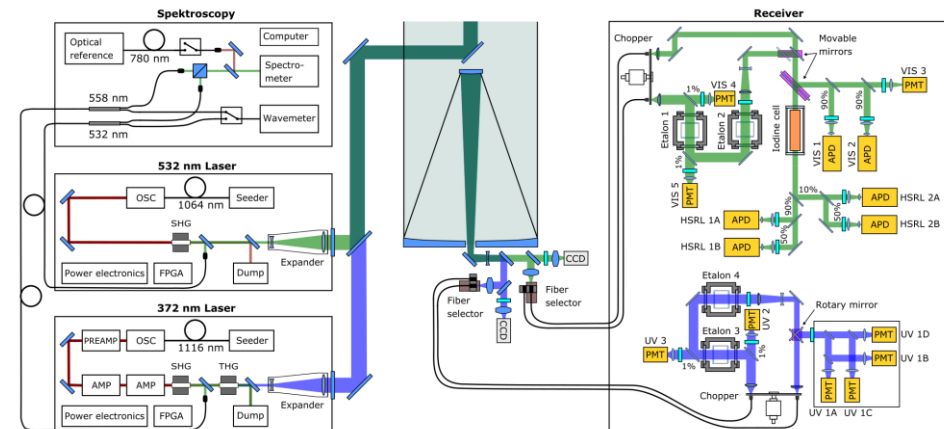 Spektroscopy
Optical
reference
780 nm
Computer
Spectro-
meter
558 nm
532 nm
Wavemeter
532 nm Laser
OSC
1064 nm
Seeder
SHG
Power electronics
FPGA
Dump
Expander
372 nm Laser
PREAMP
OSC
1116 nm
Seeder
AMP
AMP
SHG
THG
Power electronics
FPGA
Dump
Expander
Fiber
selector
CCD
CCD
Fiber
selector
Receiver
Chopper
Movable
mirrors
VIS 3
PMT
1%
VIS 4
PMT
Etalon 1
Etalon 2
1%
PMT
VIS 5
Iodine cell
90%
90%
VIS 1
APD
VIS 2
APD
10%
90%
50%
50%
APD
HSRL 2A
APD
HSRL 2B
HSRL 1A
APD
HSRL 1B
APD
Etalon 4
UV 2
PMT
Etalon 3
UV 3
PMT
1%
1%
Rotary mirror
PMT
UV 1D
PMT
UV 1B
PMT
PMT
UV 1A
UV 1C
Chopper